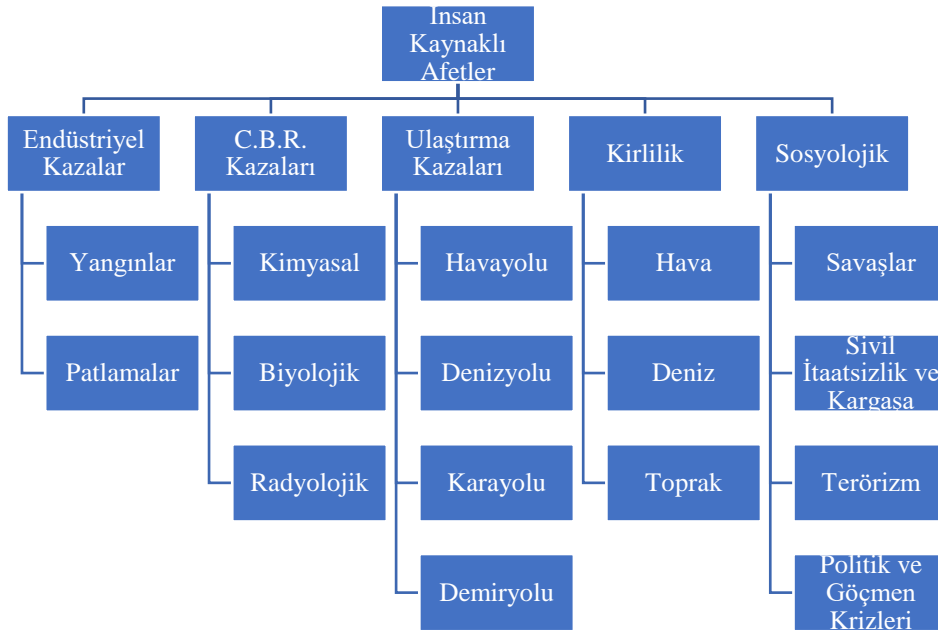 İnsan
Kaynaklı
Afetler
Endüstriyel
Kazalar
Yangınlar
Patlamalar
C.B.R.
Kazaları
Kimyasal
Biyolojik
Radyolojik
Ulaştırma
Kazaları
Havayolu
Denizyolu
Karayolu
Demiryolu
Kirlilik
Hava
Deniz
Toprak
Sosyolojik
Savaşlar
Sivil
İtaatsizlik ve
Kargaşa
Terörizm
Politik ve
Göçmen
Krizleri